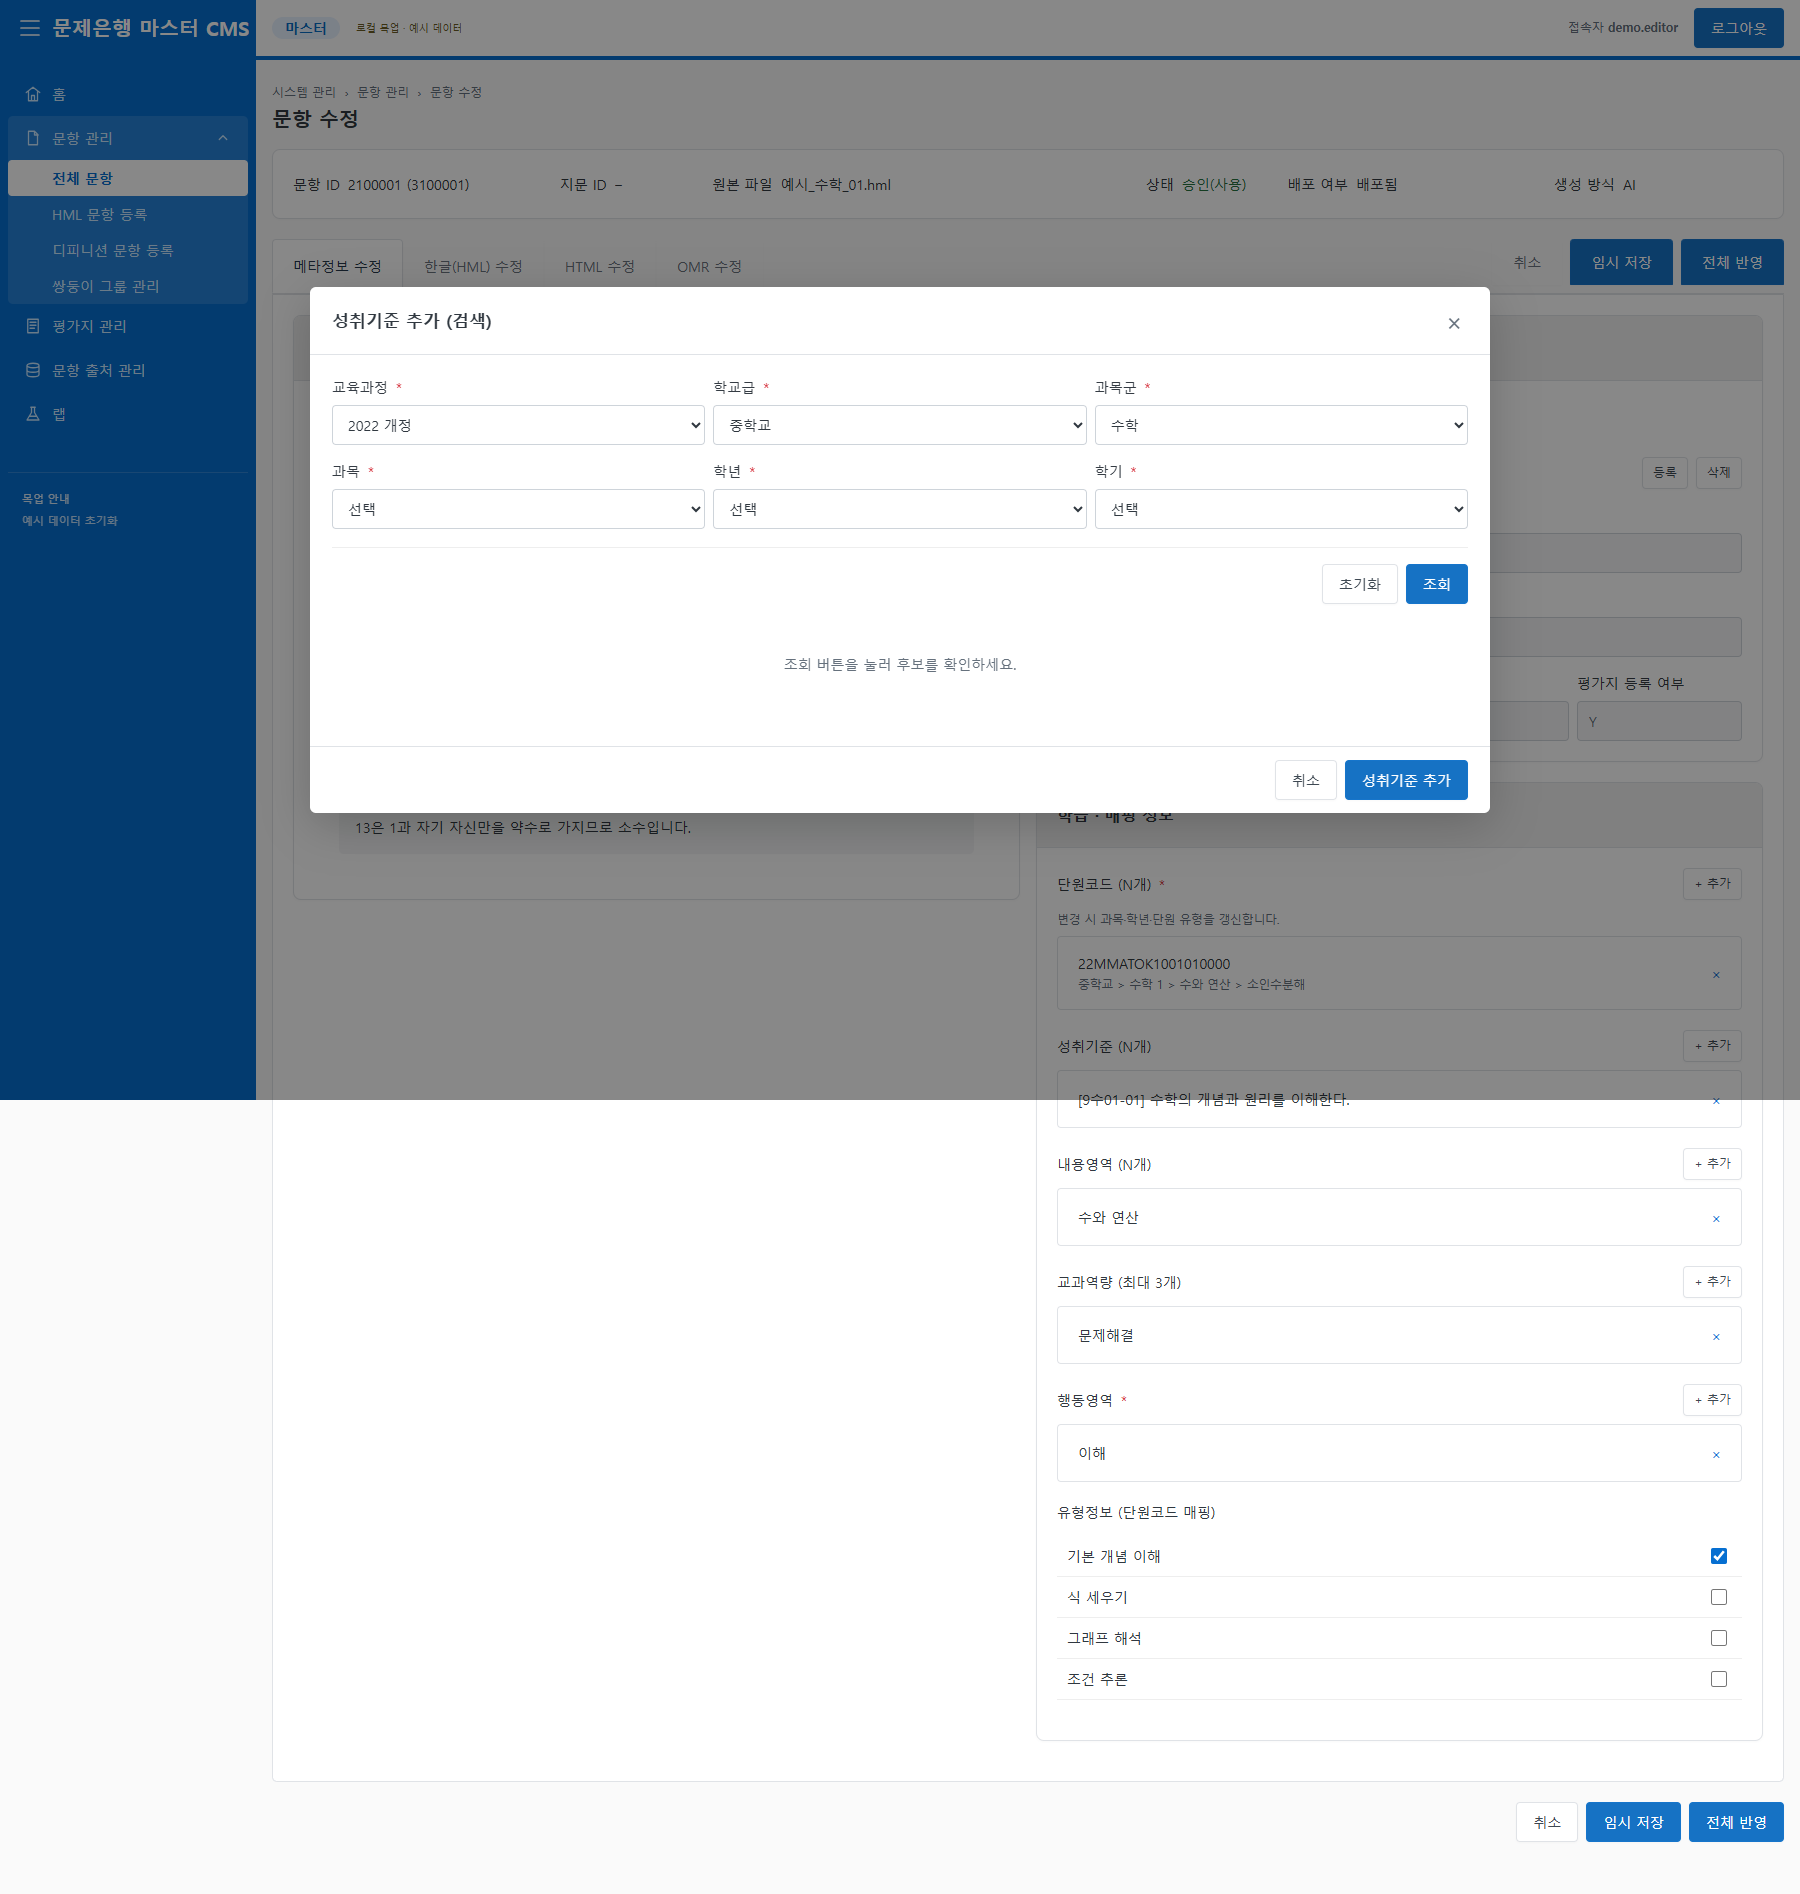 문제은행 마스터 CMS
마스터
로컬 목업 · 예시 데이터
접속자 demo.editor
로그아웃
홈
문항 관리
전체 문항
HML 문항 등록
디피니션 문항 등록
쌍둥이 그룹 관리
평가지 관리
문항 출처 관리
랩
목업 안내
예시 데이터 초기화
시스템 관리 › 문항 관리 › 문항 수정
문항 수정
문항 ID 2100001 (3100001)
지문 ID –
원본 파일 예시_수학_01.hml
상태 승인(사용)
배포 여부 배포됨
생성 방식 AI
메타정보 수정
한글(HML) 수정
HTML 수정
OMR 수정
취소
임시 저장
전체 반영
성취기준 추가 (검색)
×
교육과정 *
학교급 *
과목군 *
2022 개정
중학교
수학
과목 *
학년 *
학기 *
선택
선택
선택
초기화
조회
조회 버튼을 눌러 후보를 확인하세요.
취소
성취기준 추가
등록
삭제
평가지 등록 여부
Y
13은 1과 자기 자신만을 약수로 가지므로 소수입니다.
학습 · 매핑 정보
단원코드 (N개) *
+ 추가
변경 시 과목·학년·단원 유형을 갱신합니다.
22MMATOK1001010000
중학교 > 수학 1 > 수와 연산 > 소인수분해
×
성취기준 (N개)
+ 추가
[9수01-01] 수학의 개념과 원리를 이해한다.
×
내용영역 (N개)
+ 추가
수와 연산
×
교과역량 (최대 3개)
+ 추가
문제해결
×
행동영역 *
+ 추가
이해
×
유형정보 (단원코드 매핑)
기본 개념 이해
식 세우기
그래프 해석
조건 추론
취소
임시 저장
전체 반영